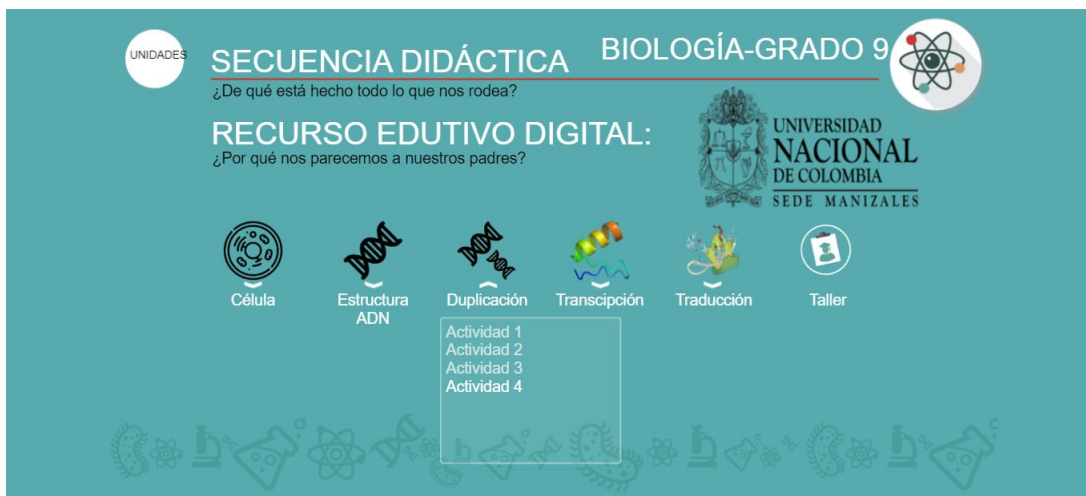 UNIDADES
SECUENCIA DIDÁCTICA
BIOLOGÍA-GRADO 9
¿De qué está hecho todo lo que nos rodea?
RECURSO EDUTIVO DIGITAL:
¿Por qué nos parecemos a nuestros padres?
UNIVERSIDAD
NACIONAL
DE COLOMBIA
SEDE MANIZALES
Célula
Estructura
ADN
Duplicación
Transcipción
Traducción
Taller
Actividad 1
Actividad 2
Actividad 3
Actividad 4